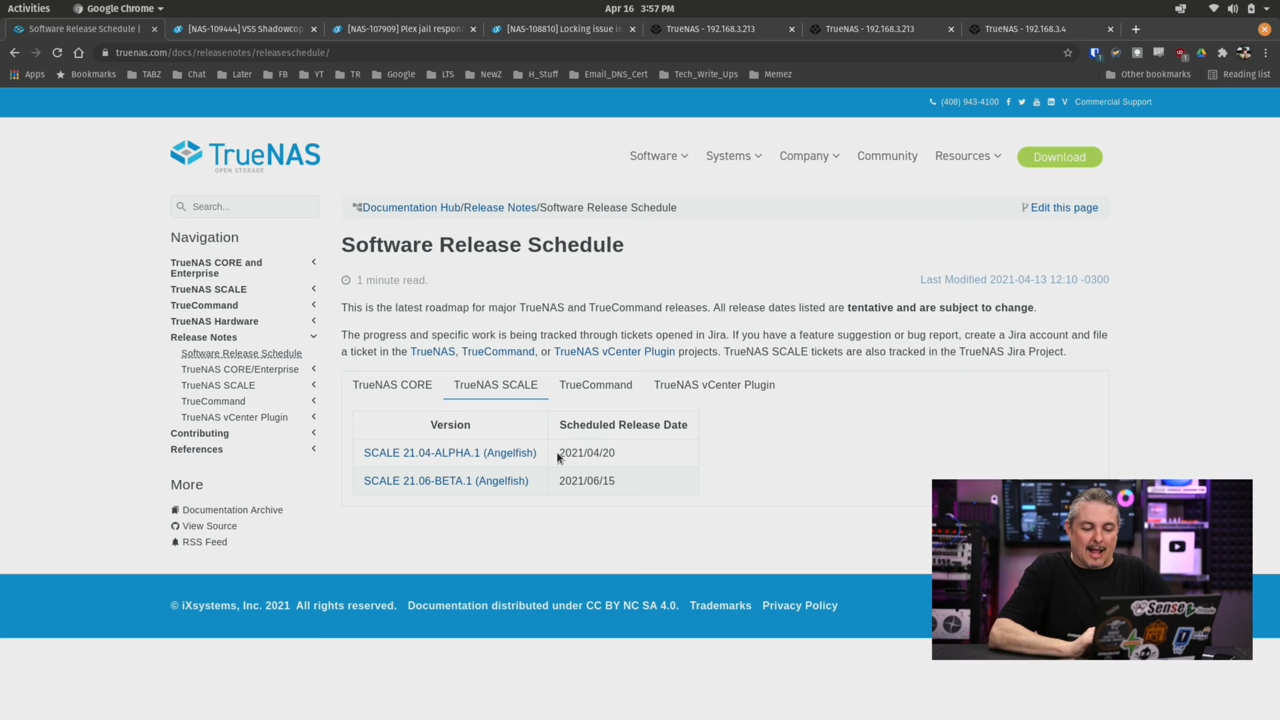 Activities
Google Chrome
Apr 16 3:57 PM
Software Release Schedule |
[NAS-109444] VSS Shadowcop
[NAS-107909] Plex jail respon
[NAS-108810] Locking issue in
TrueNAS - 192.168.3.213
TrueNAS - 192.168.3.213
TrueNAS - 192.168.3.4
truenas.com/docs/releasenotes/releaseschedule/
Apps
Bookmarks
TABZ
Chat
Later
FB
YT
TR
Google
LTS
NewZ
H_Stuff
Email_DNS_Cert
Tech_Write_Ups
Memez
Other bookmarks
Reading list
(408) 943-4100
Commercial Support
TrueNAS
OPEN STORAGE
Software
Systems
Company
Community
Resources
Download
Search...
Documentation Hub/Release Notes/Software Release Schedule
Edit this page
Navigation
TrueNAS CORE and
Enterprise
TrueNAS SCALE
TrueCommand
TrueNAS Hardware
Release Notes
Software Release Schedule
TrueNAS CORE/Enterprise
TrueNAS SCALE
TrueCommand
TrueNAS vCenter Plugin
Contributing
References
More
Documentation Archive
View Source
RSS Feed
Software Release Schedule
1 minute read.
Last Modified 2021-04-13 12:10 -0300
This is the latest roadmap for major TrueNAS and TrueCommand releases. All release dates listed are tentative and are subject to change.
The progress and specific work is being tracked through tickets opened in Jira. If you have a feature suggestion or bug report, create a Jira account and file
a ticket in the TrueNAS, TrueCommand, or TrueNAS vCenter Plugin projects. TrueNAS SCALE tickets are also tracked in the TrueNAS Jira Project.
TrueNAS CORE
TrueNAS SCALE
TrueCommand
TrueNAS vCenter Plugin
Version
Scheduled Release Date
SCALE 21.04-ALPHA.1 (Angelfish)
2021/04/20
SCALE 21.06-BETA.1 (Angelfish)
2021/06/15
© iXsystems, Inc. 2021 All rights reserved.
Documentation distributed under CC BY NC SA 4.0.
Trademarks
Privacy Policy